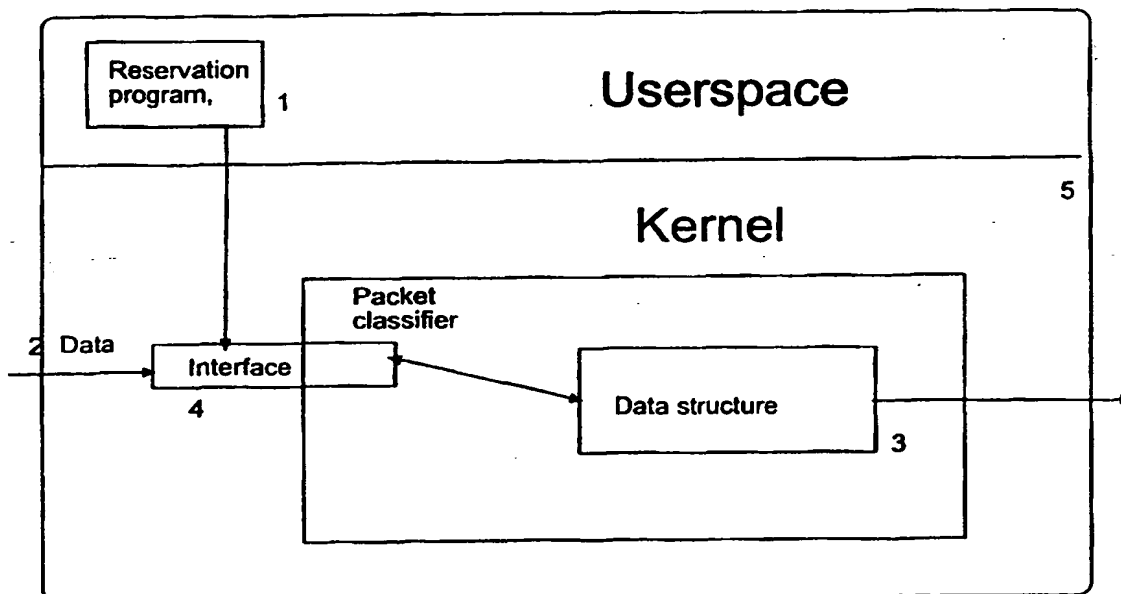 Reservation
program,
1
Userspace
5
Kernel
Packet
classifier
2 Data
Interface
4
Data structure
3